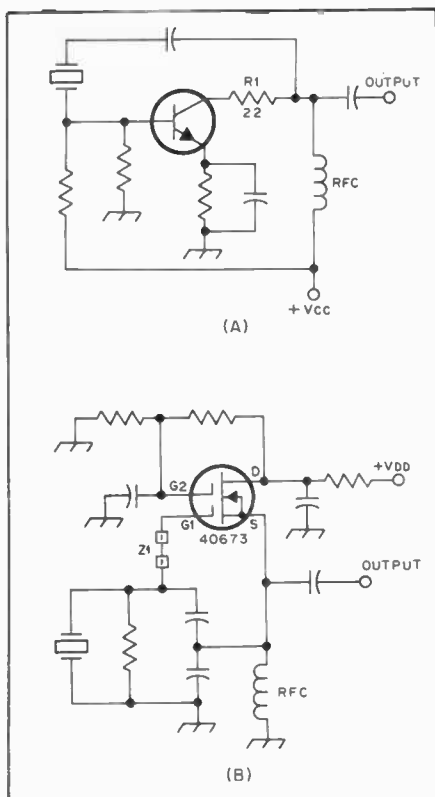 R1
22
OUTPUT
RFC
+VCC
(A)
+VDD
D
G2
G1
S
40673
Z1
OUTPUT
RFC
(B)